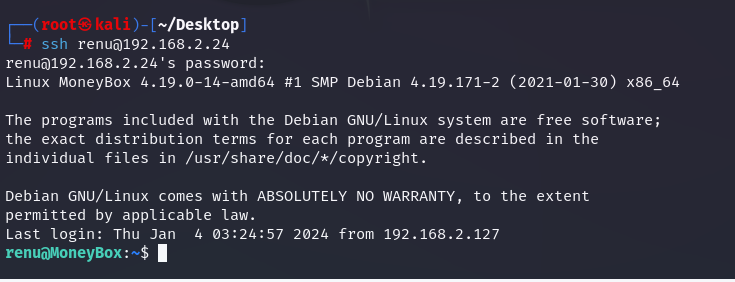 ┌──(root㉿kali)-[~/Desktop]
└─# ssh renu@192.168.2.24
renu@192.168.2.24's password:
Linux MoneyBox 4.19.0-14-amd64 #1 SMP Debian 4.19.171-2 (2021-01-30) x86_64

The programs included with the Debian GNU/Linux system are free software;
the exact distribution terms for each program are described in the
individual files in /usr/share/doc/*/copyright.

Debian GNU/Linux comes with ABSOLUTELY NO WARRANTY, to the extent
permitted by applicable law.
Last login: Thu Jan  4 03:24:57 2024 from 192.168.2.127
renu@MoneyBox:~$